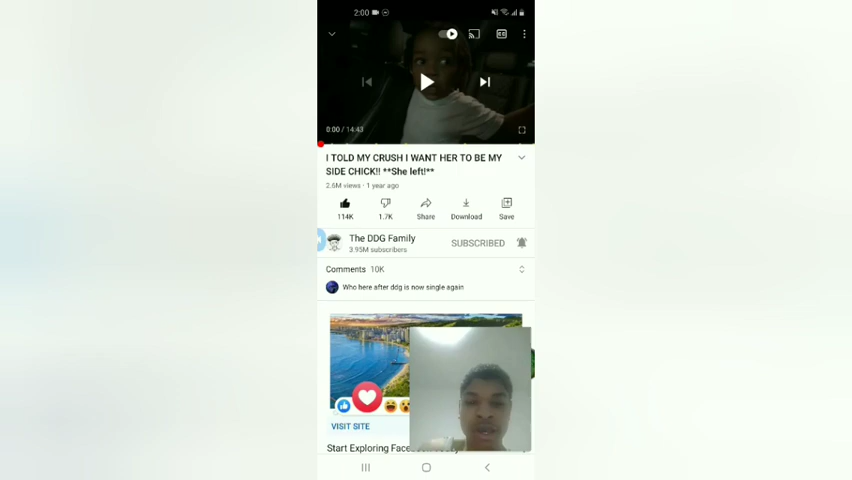 2:00
0:00 / 14:43
I TOLD MY CRUSH I WANT HER TO BE MY
SIDE CHICK!! **She left!**
2.6M views · 1 year ago
114K 1.7K Share Download Save
The DDG Family
3.95M subscribers
SUBSCRIBED
Comments 10K
Who here after ddg is now single again
VISIT SITE
Start Exploring